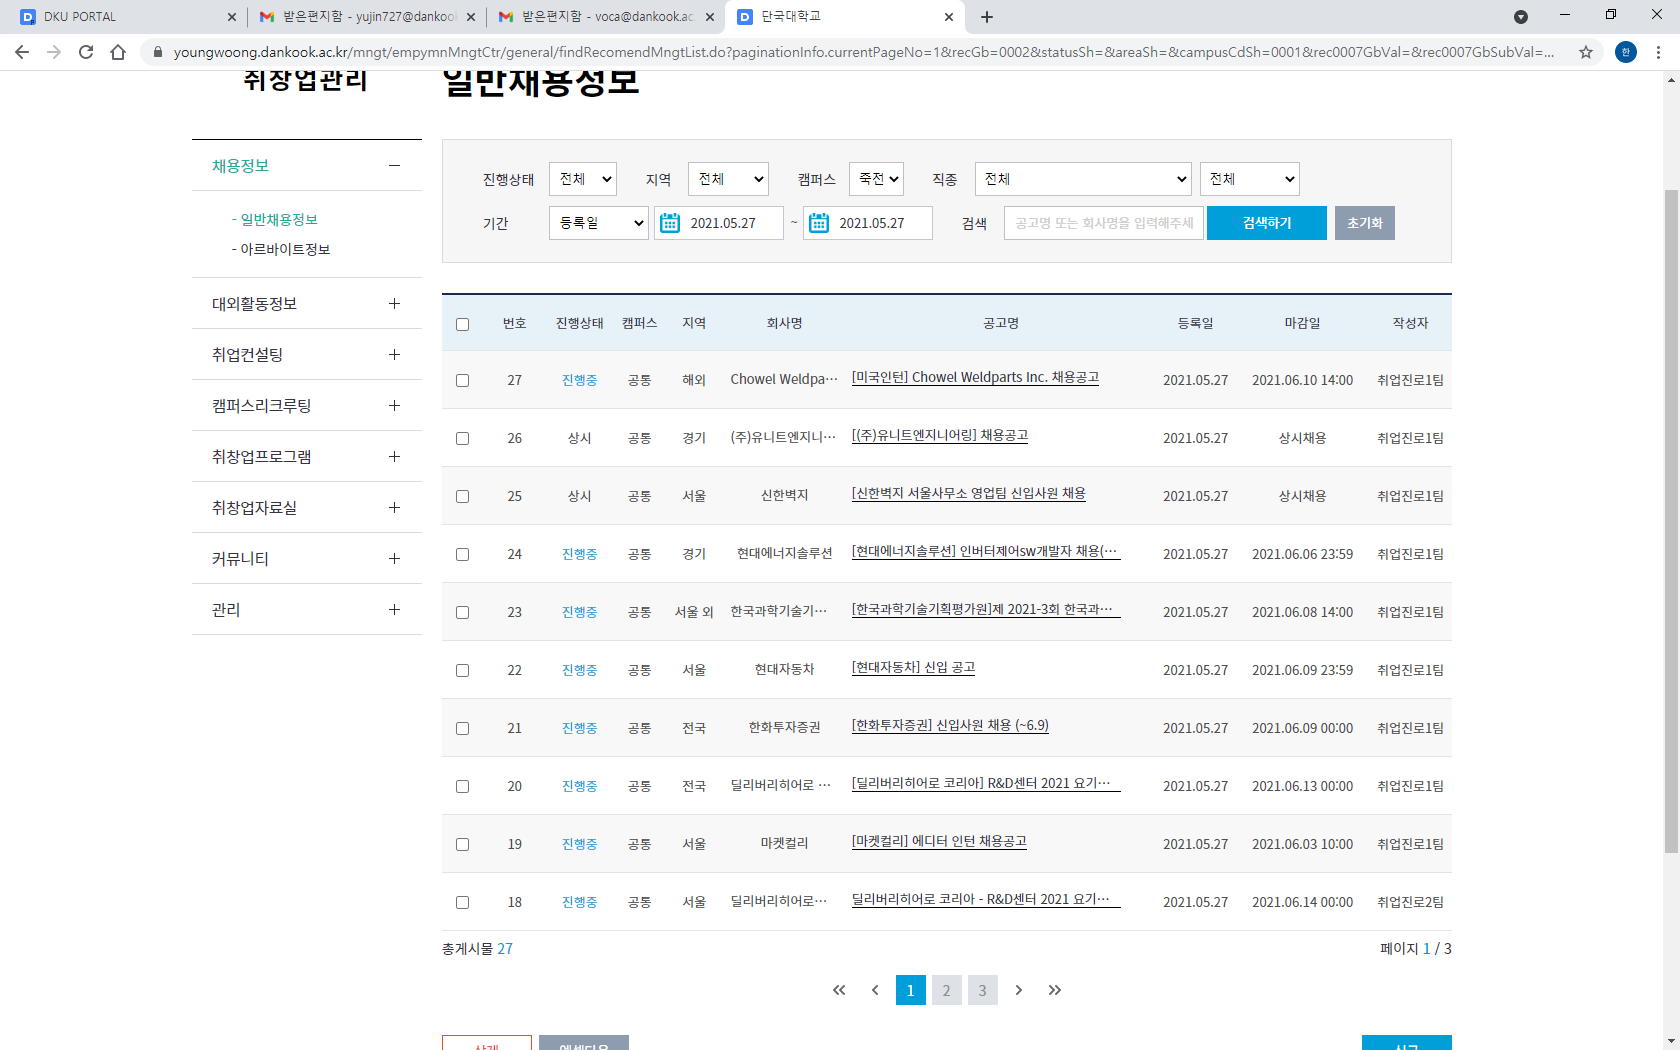 DKU PORTAL
받은편지함 - yujin727@dankook
받은편지함 - voca@dankook.ac.
단국대학교
youngwoong.dankook.ac.kr/mngt/empymnMngtCtr/general/findRecomendMngtList.do?paginationInfo.currentPageNo=1&recGb=0002&statusSh=&areaSh=&campusCdSh=0001&rec0007GbVal=&rec0007GbSubVal=...
한
취창업관리
일반채용정보
채용정보
- 일반채용정보
- 아르바이트정보
대외활동정보
취업컨설팅
캠퍼스리크루팅
취창업프로그램
취창업자료실
커뮤니티
관리
진행상태 전체 지역 전체 캠퍼스 죽전 직종 전체 전체
기간 등록일 2021.05.27 ~ 2021.05.27 검색 공고명 또는 회사명을 입력해주세 검색하기 초기화
번호 진행상태 캠퍼스 지역 회사명 공고명 등록일 마감일 작성자
27 진행중 공통 해외 Chowel Weldpa··· [미국인턴] Chowel Weldparts Inc. 채용공고 2021.05.27 2021.06.10 14:00 취업진로1팀
26 상시 공통 경기 (주)유니트엔지니··· [(주)유니트엔지니어링] 채용공고 2021.05.27 상시채용 취업진로1팀
25 상시 공통 서울 신한벽지 [신한벽지 서울사무소 영업팀 신입사원 채용 2021.05.27 상시채용 취업진로1팀
24 진행중 공통 경기 현대에너지솔루션 [현대에너지솔루션] 인버터제어sw개발자 채용(··· 2021.05.27 2021.06.06 23:59 취업진로1팀
23 진행중 공통 서울 외 한국과학기술기··· [한국과학기술기획평가원]제 2021-3회 한국과··· 2021.05.27 2021.06.08 14:00 취업진로1팀
22 진행중 공통 서울 현대자동차 [현대자동차] 신입 공고 2021.05.27 2021.06.09 23:59 취업진로1팀
21 진행중 공통 전국 한화투자증권 [한화투자증권] 신입사원 채용 (~6.9) 2021.05.27 2021.06.09 00:00 취업진로1팀
20 진행중 공통 전국 딜리버리히어로 ··· [딜리버리히어로 코리아] R&D센터 2021 요기··· 2021.05.27 2021.06.13 00:00 취업진로1팀
19 진행중 공통 서울 마켓컬리 [마켓컬리] 에디터 인턴 채용공고 2021.05.27 2021.06.03 10:00 취업진로1팀
18 진행중 공통 서울 딜리버리히어로··· 딜리버리히어로 코리아 - R&D센터 2021 요기··· 2021.05.27 2021.06.14 00:00 취업진로2팀
총게시물 27 페이지 1 / 3
1 2 3